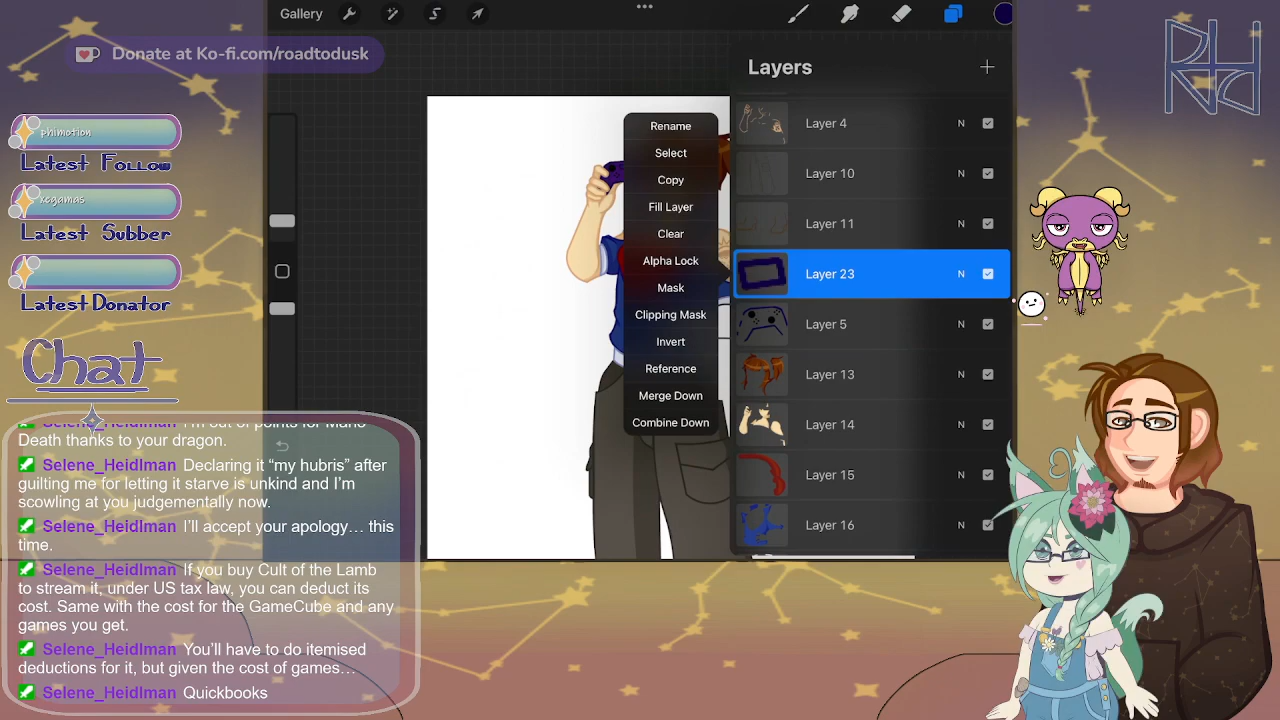 Gallery
Donate at Ko-fi.com/roadtodusk
Layers
phimotion
Latest Follow
xcgamas
Latest Subber
Latest Donator
Chat
Rename
Select
Copy
Fill Layer
Clear
Alpha Lock
Mask
Clipping Mask
Invert
Reference
Merge Down
Combine Down
Layer 4 N
Layer 10 N
Layer 11 N
Layer 23 N
Layer 5 N
Layer 13 N
Layer 14 N
Layer 15 N
Layer 16 N
Death thanks to your dragon.
Selene_Heidlman Declaring it “my hubris” after
guilting me for letting it starve is unkind and I’m
scowling at you judgementally now.
Selene_Heidlman I’ll accept your apology… this
time.
Selene_Heidlman If you buy Cult of the Lamb
to stream it, under US tax law, you can deduct its
cost. Same with the cost for the GameCube and any
games you get.
Selene_Heidlman You’ll have to do itemised
deductions for it, but given the cost of games…
Selene_Heidlman Quickbooks